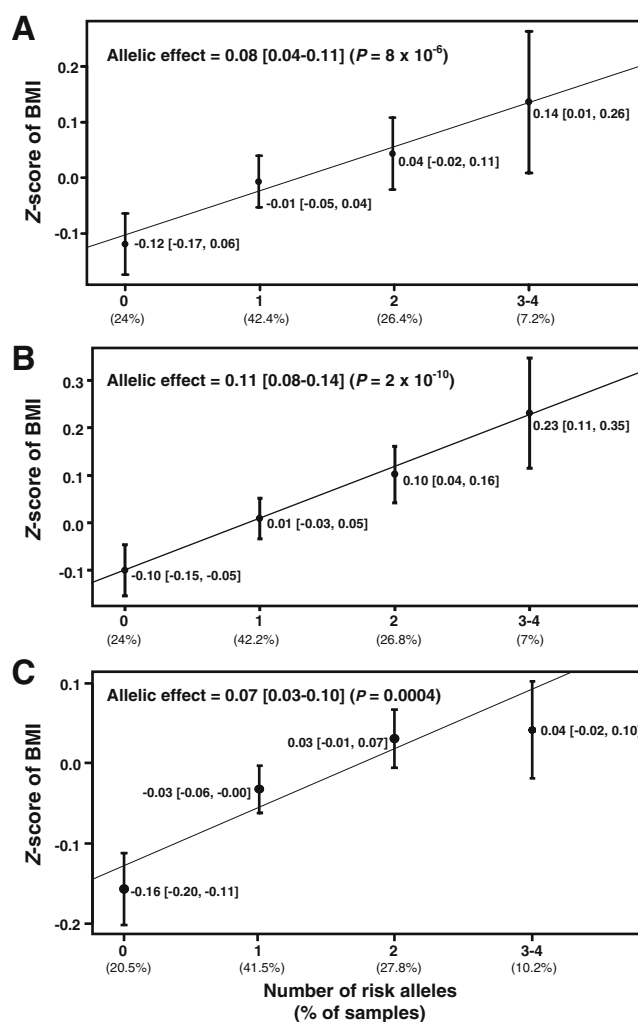 A
Allelic effect = 0.08 [0.04-0.11] (P = 8 x 10-6)
Z-score of BMI
0.2
0.1
0.0
-0.1
-0.12 [-0.17, 0.06]
-0.01 [-0.05, 0.04]
0.04 [-0.02, 0.11]
0.14 [0.01, 0.26]
0 1 2 3-4
(24%) (42.4%) (26.4%) (7.2%)
B
Allelic effect = 0.11 [0.08-0.14] (P = 2 x 10-10)
Z-score of BMI
0.3
0.2
0.1
0.0
-0.1
-0.10 [-0.15, -0.05]
0.01 [-0.03, 0.05]
0.10 [0.04, 0.16]
0.23 [0.11, 0.35]
0 1 2 3-4
(24%) (42.2%) (26.8%) (7%)
C
Allelic effect = 0.07 [0.03-0.10] (P = 0.0004)
Z-score of BMI
0.1
0.0
-0.1
-0.2
-0.16 [-0.20, -0.11]
-0.03 [-0.06, -0.00]
0.03 [-0.01, 0.07]
0.04 [-0.02, 0.10]
0 1 2 3-4
(20.5%) (41.5%) (27.8%) (10.2%)
Number of risk alleles
(% of samples)